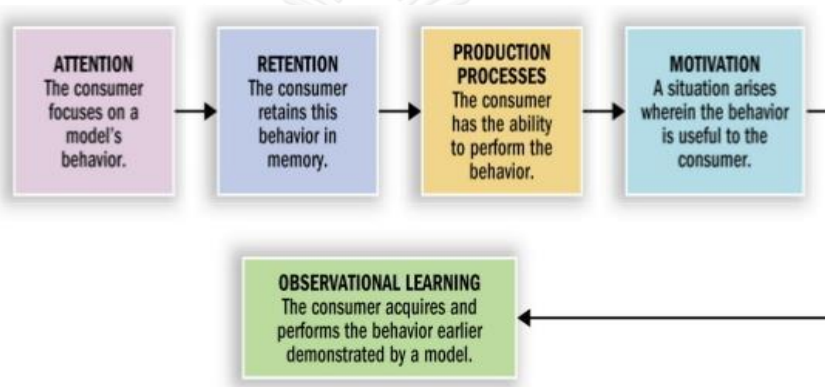 ATTENTION
The consumer
focuses on a
model's
behavior.
RETENTION
The consumer
retains this
behavior in
memory.
PRODUCTION
PROCESSES
The consumer
has the ability
to perform the
behavior.
MOTIVATION
A situation arises
wherein the behavior
is useful to the
consumer.
OBSERVATIONAL LEARNING
The consumer acquires and
performs the behavior earlier
demonstrated by a model.